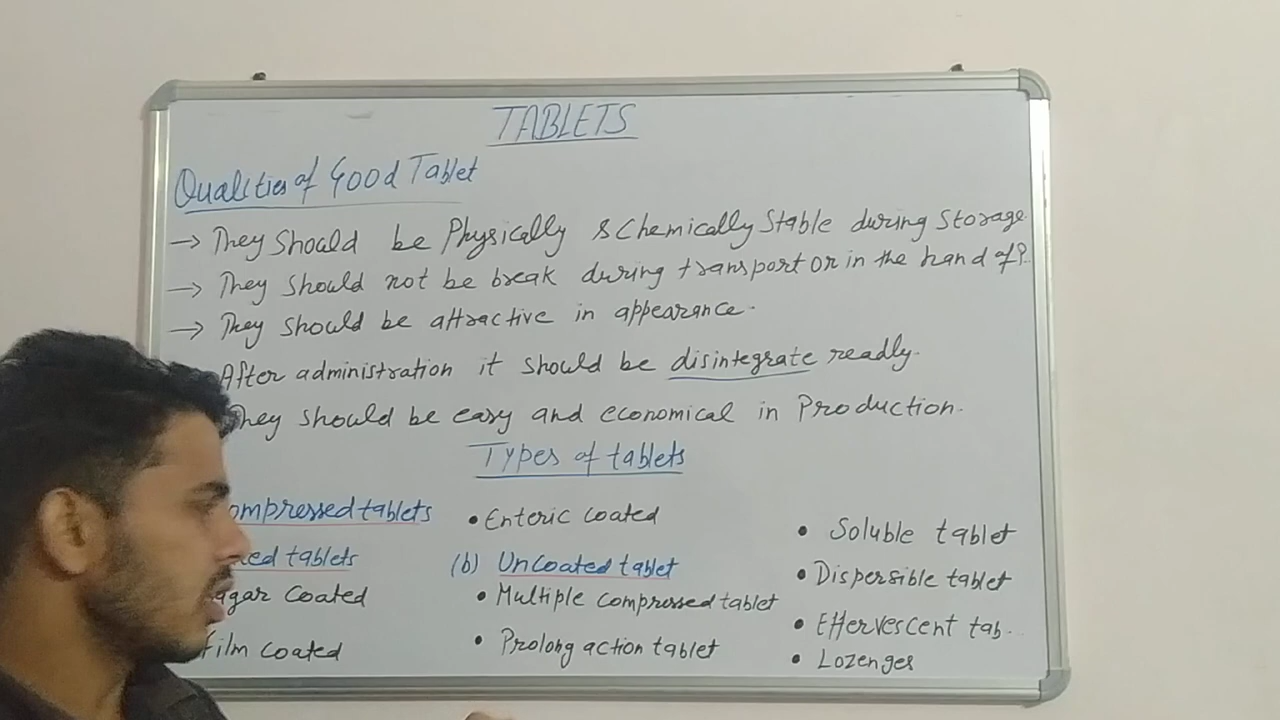 TABLETS
Qualities of Good Tablet
→ They should be Physically & Chemically Stable during Storage
→ They should not be break during transport or in the hand of P..
→ They should be attractive in appearance.
After administration it should be disintegrate readly.
They should be easy and economical in Production.
Types of tablets
ompressed tablets
ed tablets
gar coated
film coated
• Enteric coated
(b) Uncoated tablet
• Multiple compressed tablet
• Prolong action tablet
• Soluble tablet
• Dispersible tablet
• Effervescent tab..
• Lozenges